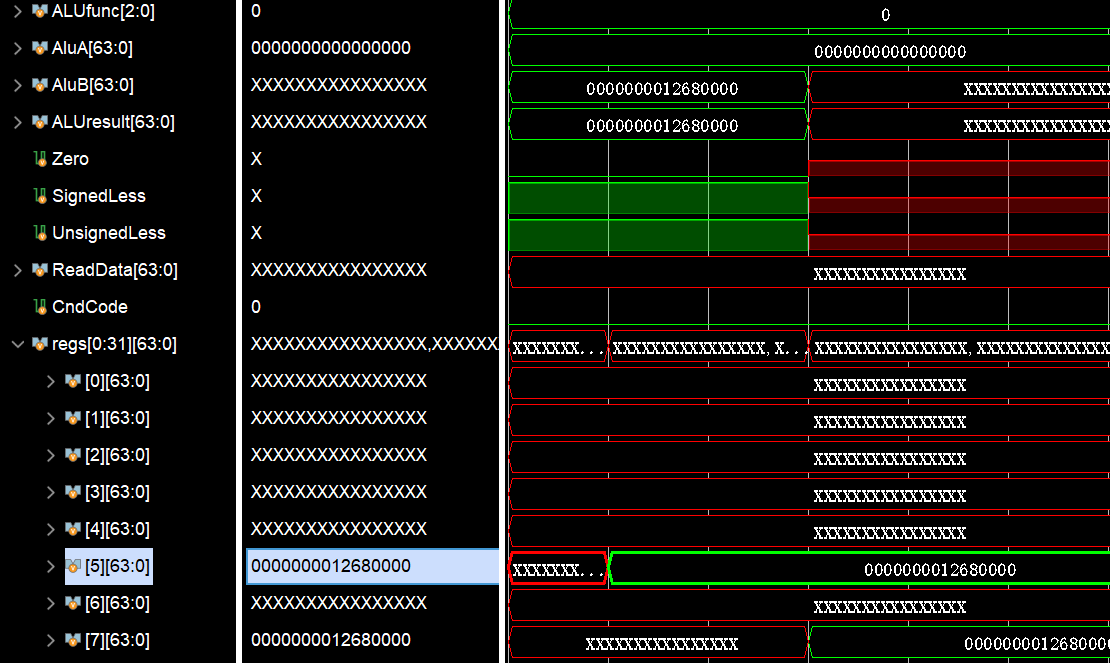 ALUfunc[2:0] 0 0
AluA[63:0] 0000000000000000 0000000000000000
AluB[63:0] XXXXXXXXXXXXXXXX 0000000012680000 XXXXXXXXXXXXXXXX
ALUresult[63:0] XXXXXXXXXXXXXXXX 0000000012680000 XXXXXXXXXXXXXXXX
Zero X
SignedLess X
UnsignedLess X
ReadData[63:0] XXXXXXXXXXXXXXXX XXXXXXXXXXXXXXXX
CndCode 0
regs[0:31][63:0] XXXXXXXXXXXXXXXX,XXXXXX XXXXXXX... XXXXXXXXXXXXXXXX, X... XXXXXXXXXXXXXXXX, XXXXXXXXXXXXX
[0][63:0] XXXXXXXXXXXXXXXX XXXXXXXXXXXXXXXX
[1][63:0] XXXXXXXXXXXXXXXX XXXXXXXXXXXXXXXX
[2][63:0] XXXXXXXXXXXXXXXX XXXXXXXXXXXXXXXX
[3][63:0] XXXXXXXXXXXXXXXX XXXXXXXXXXXXXXXX
[4][63:0] XXXXXXXXXXXXXXXX XXXXXXXXXXXXXXXX
[5][63:0] 0000000012680000 XXXXXXX... 0000000012680000
[6][63:0] XXXXXXXXXXXXXXXX XXXXXXXXXXXXXXXX
[7][63:0] 0000000012680000 XXXXXXXXXXXXXXXX 000000001268000